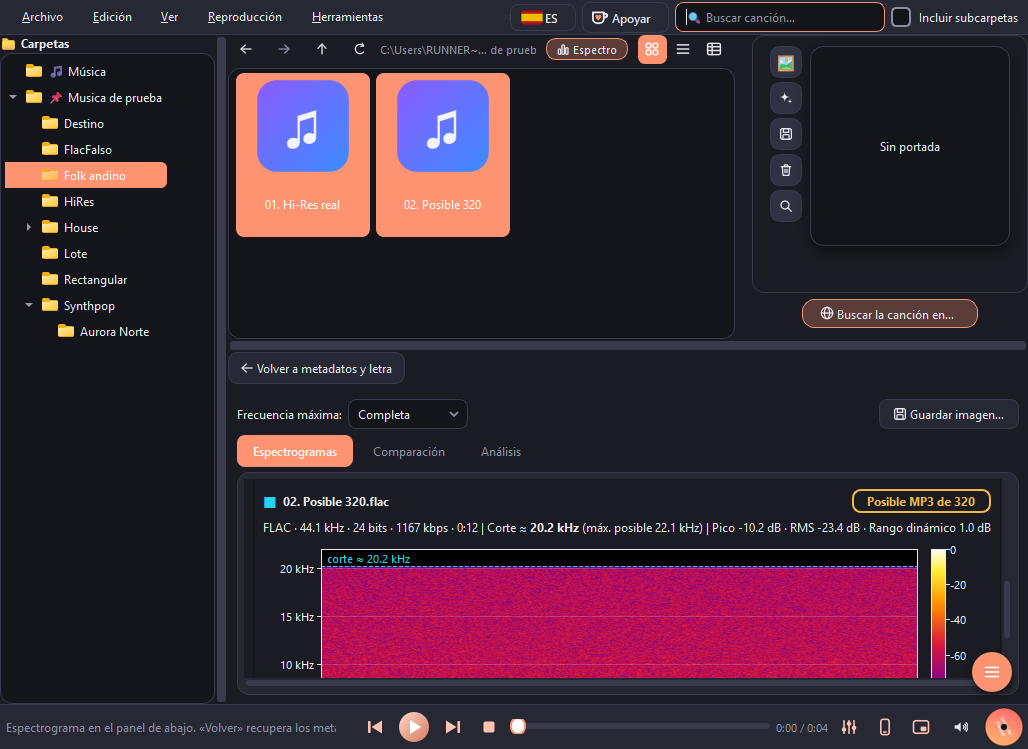 Archivo Edición Ver Reproducción Herramientas ES Apoyar Buscar canción... Incluir subcarpetas
Carpetas
Música
Musica de prueba
Destino
FlacFalso
Folk andino
HiRes
House
Lote
Rectangular
Synthpop
Aurora Norte
C:\Users\RUNNER~... de prueb Espectro
01. Hi-Res real
02. Posible 320
Sin portada
Buscar la canción en...
Volver a metadatos y letra
Frecuencia máxima: Completa Guardar imagen...
Espectrogramas Comparación Análisis
02. Posible 320.flac Posible MP3 de 320
FLAC · 44.1 kHz · 24 bits · 1167 kbps · 0:12 | Corte ≈ 20.2 kHz (máx. posible 22.1 kHz) | Pico -10.2 dB · RMS -23.4 dB · Rango dinámico 1.0 dB
corte ≈ 20.2 kHz
20 kHz
15 kHz
10 kHz
0
-20
-40
-60
Espectrograma en el panel de abajo. «Volver» recupera los met
0:00 / 0:04